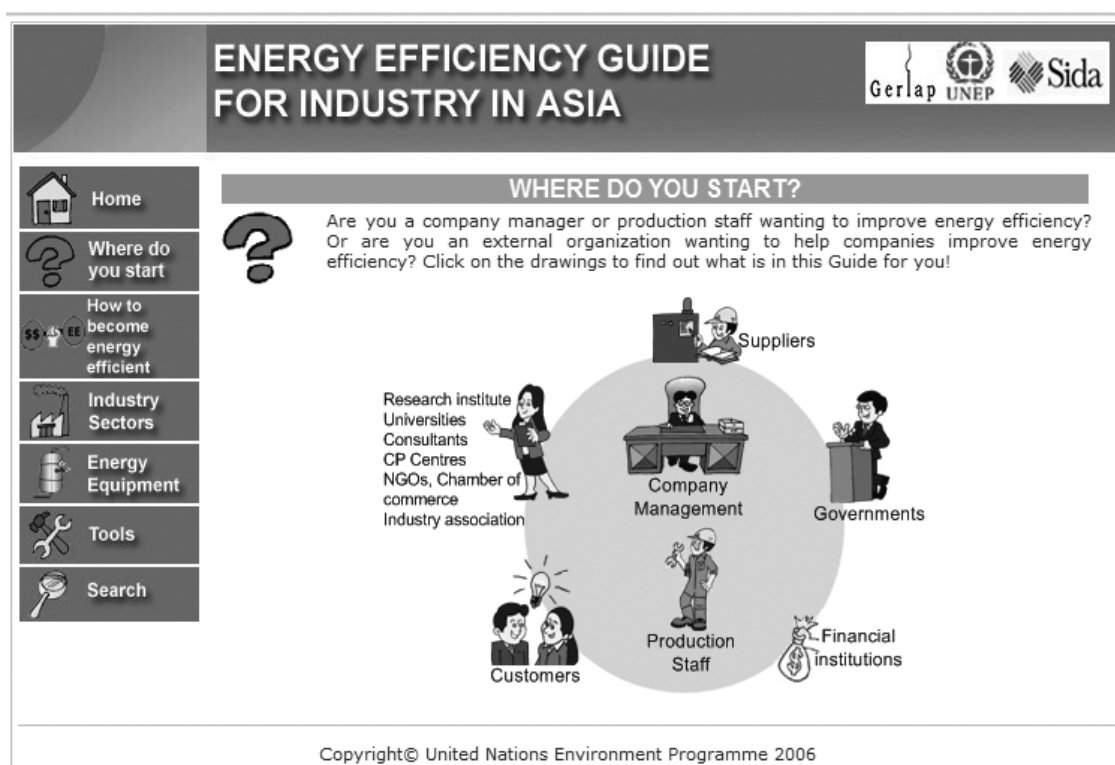 ENERGY EFFICIENCY GUIDE
FOR INDUSTRY IN ASIA
Gerlap
UNEP
Sida
Home
Where do
you start
$$
EE
How to
become
energy
efficient
Industry
Sectors
Energy
Equipment
Tools
Search
WHERE DO YOU START?
Are you a company manager or production staff wanting to improve energy efficiency?
Or are you an external organization wanting to help companies improve energy
efficiency? Click on the drawings to find out what is in this Guide for you!
Suppliers
Research institute
Universities
Consultants
CP Centres
NGOs, Chamber of
commerce
Industry association
Company
Management
Governments
Production
Staff
Customers
$
Financial
institutions
Copyright© United Nations Environment Programme 2006